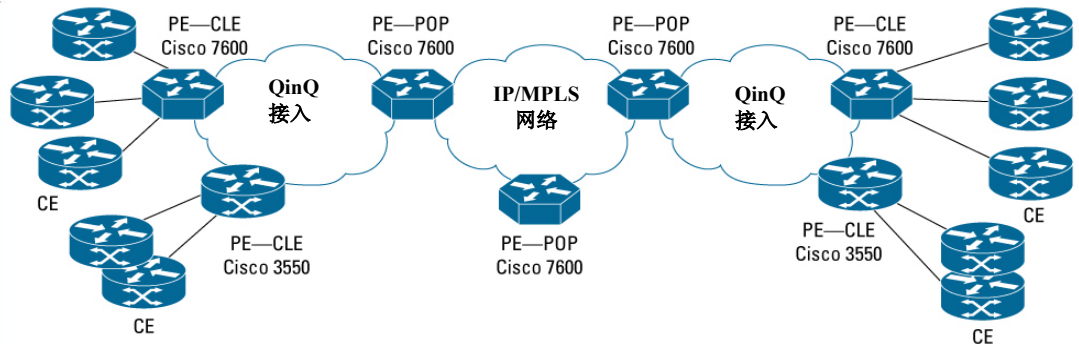 PE—CLE
Cisco 7600
PE—POP
Cisco 7600
PE—POP
Cisco 7600
PE—CLE
Cisco 7600
QinQ
接入
IP/MPLS
网络
QinQ
接入
CE
PE—CLE
Cisco 3550
PE—POP
Cisco 7600
PE—CLE
Cisco 3550
CE
CE
CE